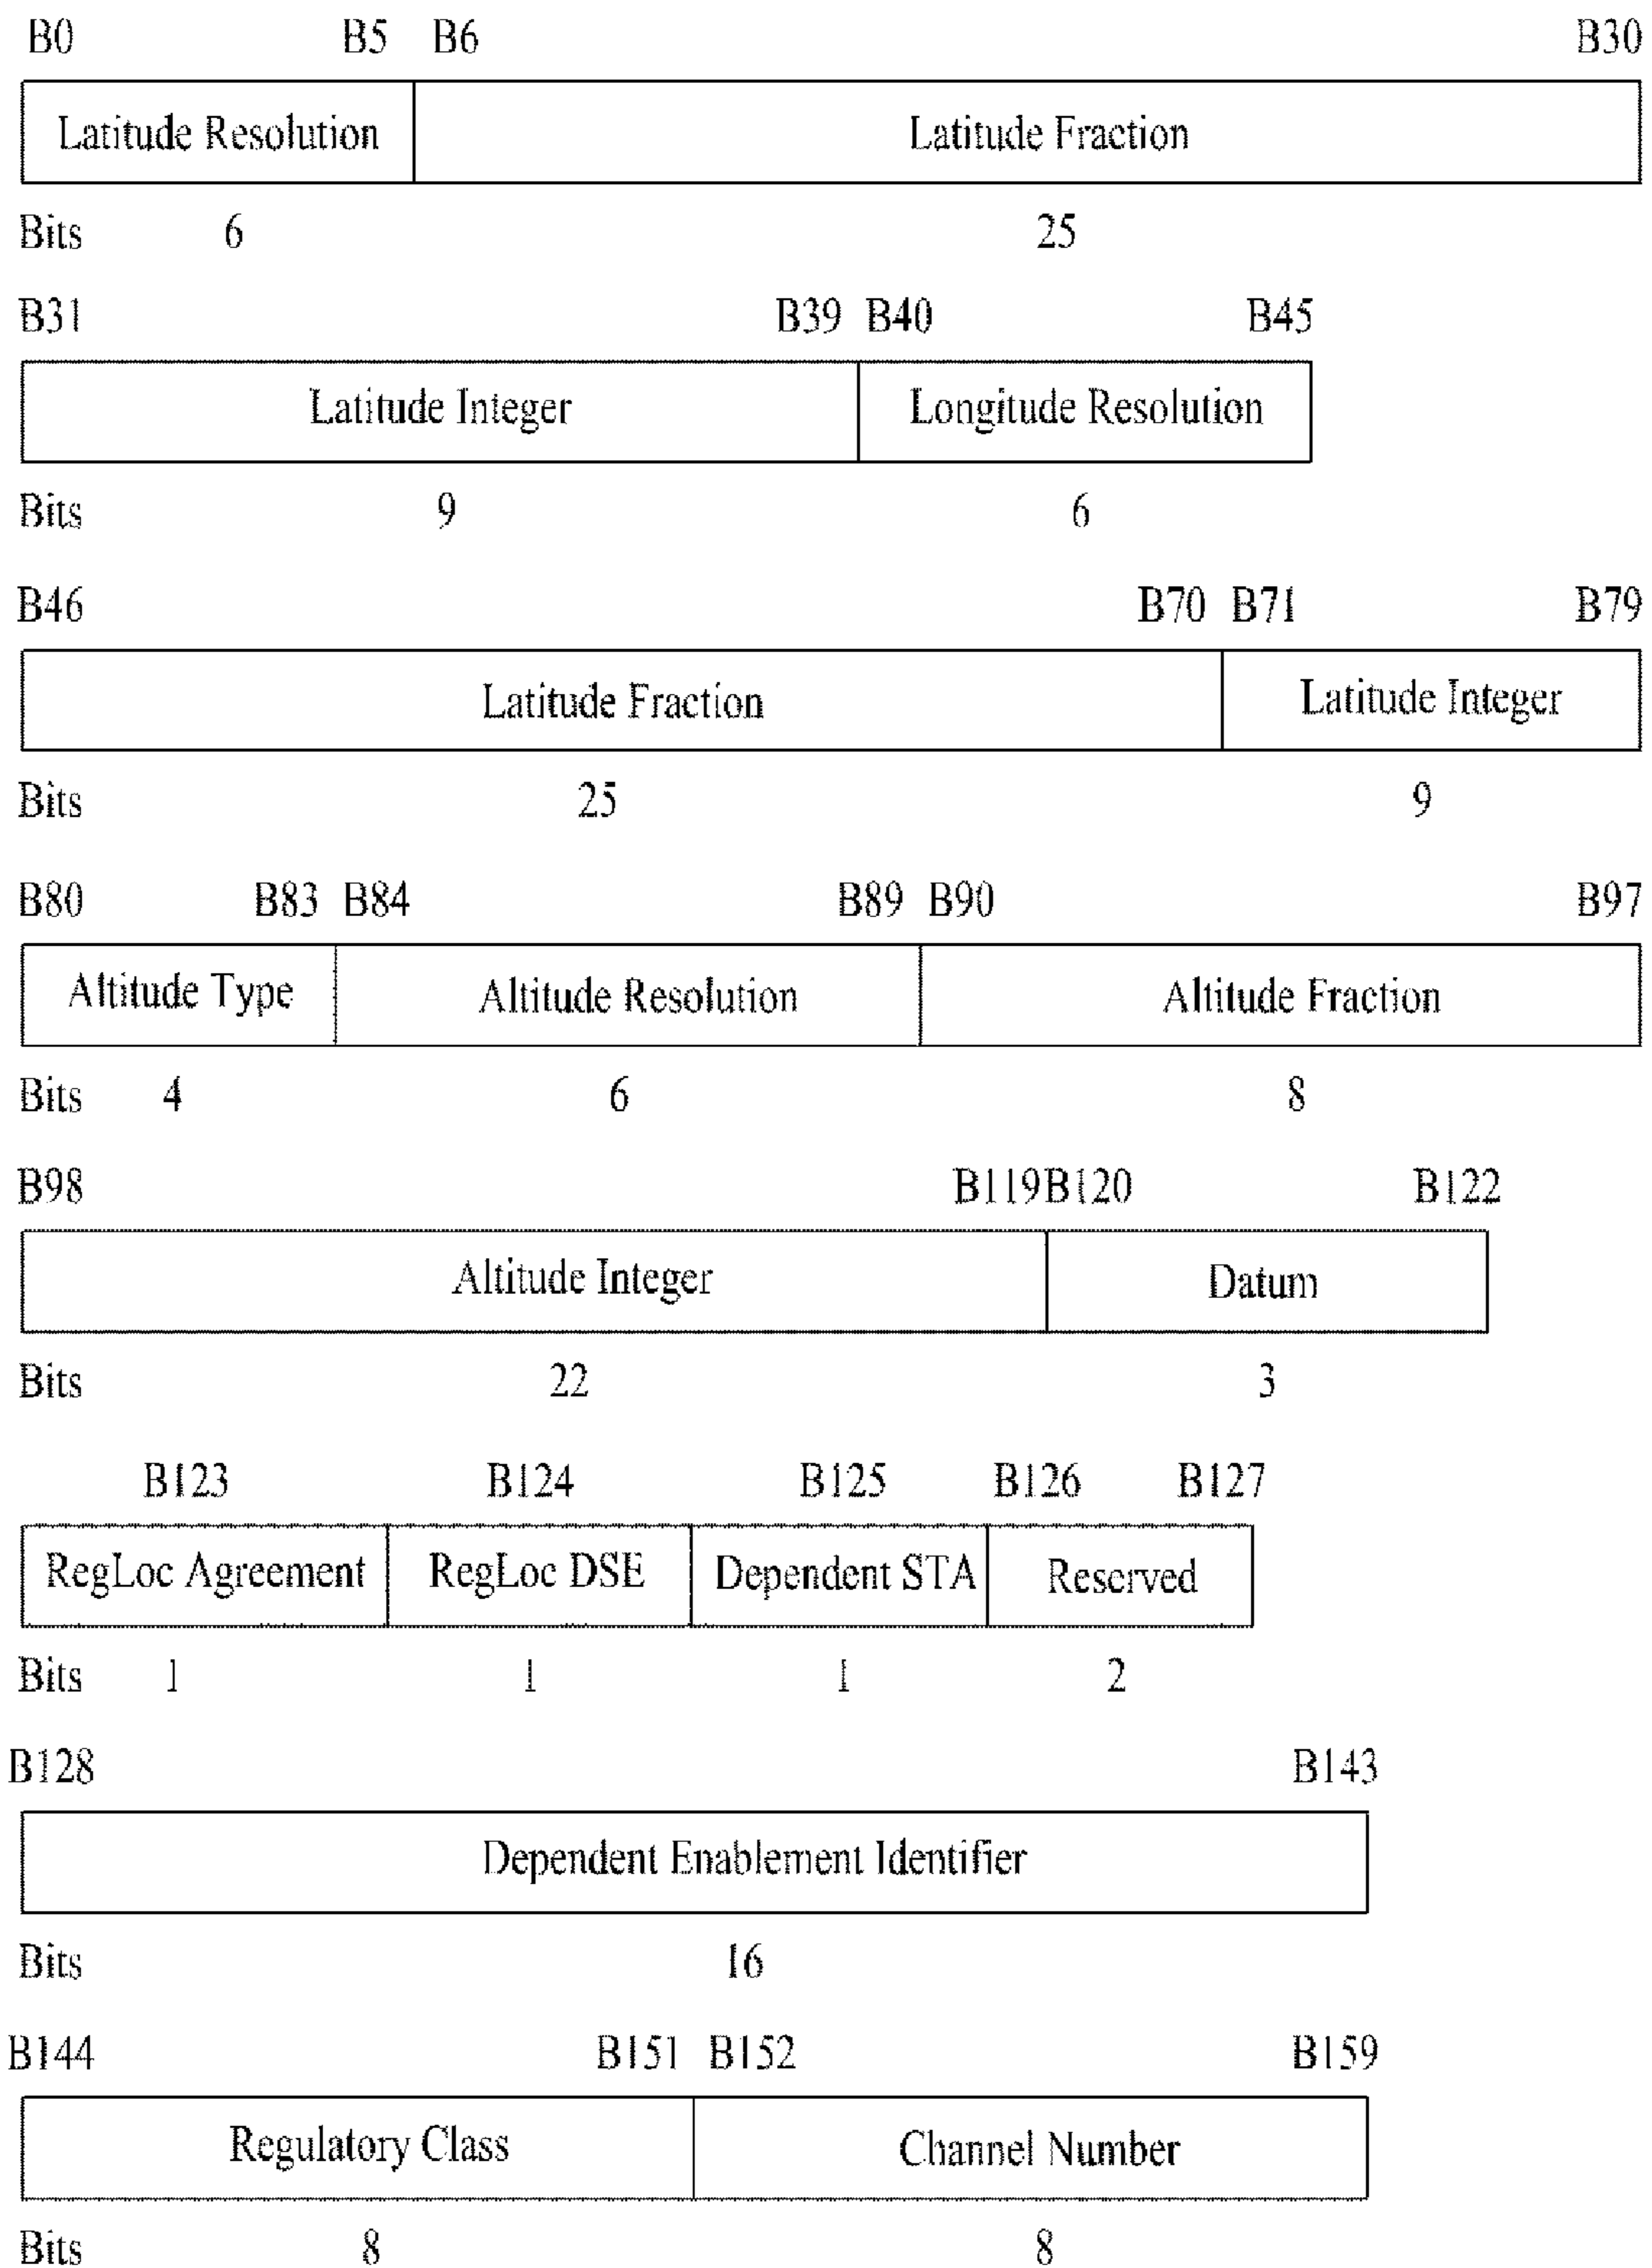 B0 B5 B6 B30
Latitude Resolution Latitude Fraction
Bits 6 25
B31 B39 B40 B45
Latitude Integer Longitude Resolution
Bits 9 6
B46 B70 B71 B79
Latitude Fraction Latitude Integer
Bits 25 9
B80 B83 B84 B89 B90 B97
Altitude Type Altitude Resolution Altitude Fraction
Bits 4 6 8
B98 B119 B120 B122
Altitude Integer Datum
Bits 22 3
B123 B124 B125 B126 B127
RegLoc Agreement RegLoc DSE Dependent STA Reserved
Bits 1 1 1 2
B128 B143
Dependent Enablement Identifier
Bits 16
B144 B151 B152 B159
Regulatory Class Channel Number
Bits 8 8